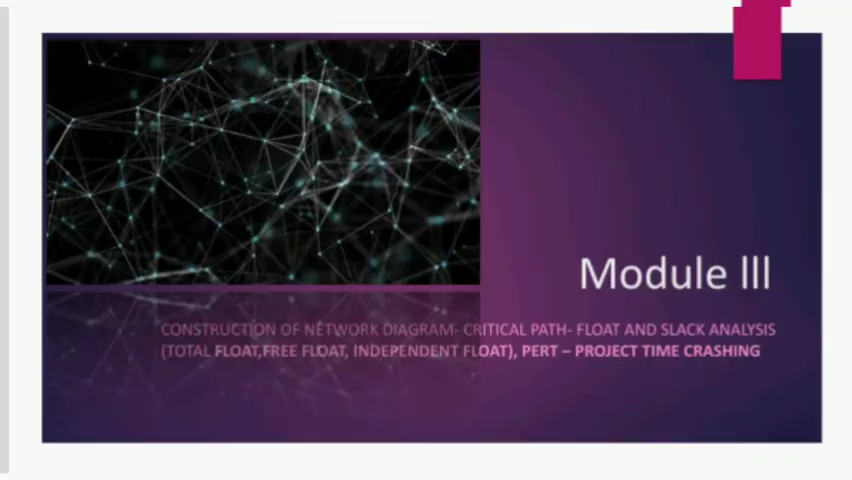 Module III
CONSTRUCTION OF NETWORK DIAGRAM- CRITICAL PATH- FLOAT AND SLACK ANALYSIS
(TOTAL FLOAT,FREE FLOAT, INDEPENDENT FLOAT), PERT – PROJECT TIME CRASHING